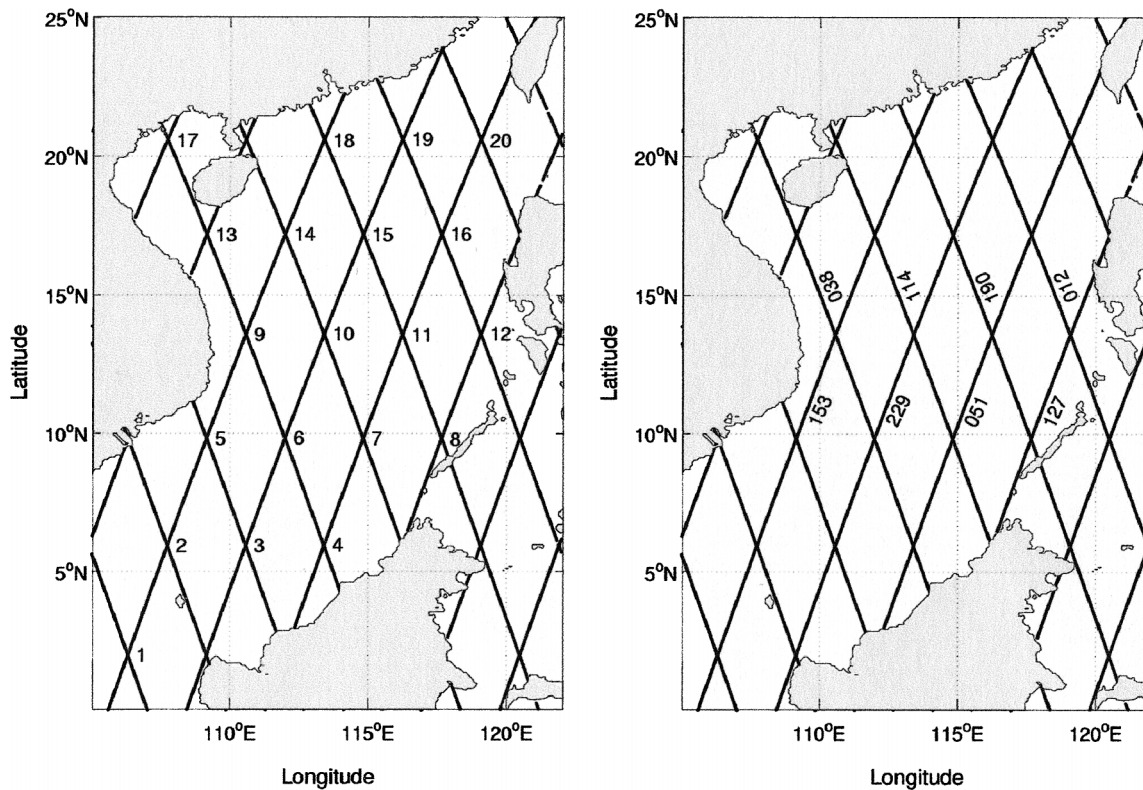 25°N
20°N
15°N
10°N
5°N
Latitude
110°E 115°E 120°E
Longitude
17 18 19 20
13 14 15 16
9 10 11 12
5 6 7 8
2 3 4
1
25°N
20°N
15°N
10°N
5°N
Latitude
110°E 115°E 120°E
Longitude
038 114 190 012
153 229 051 127